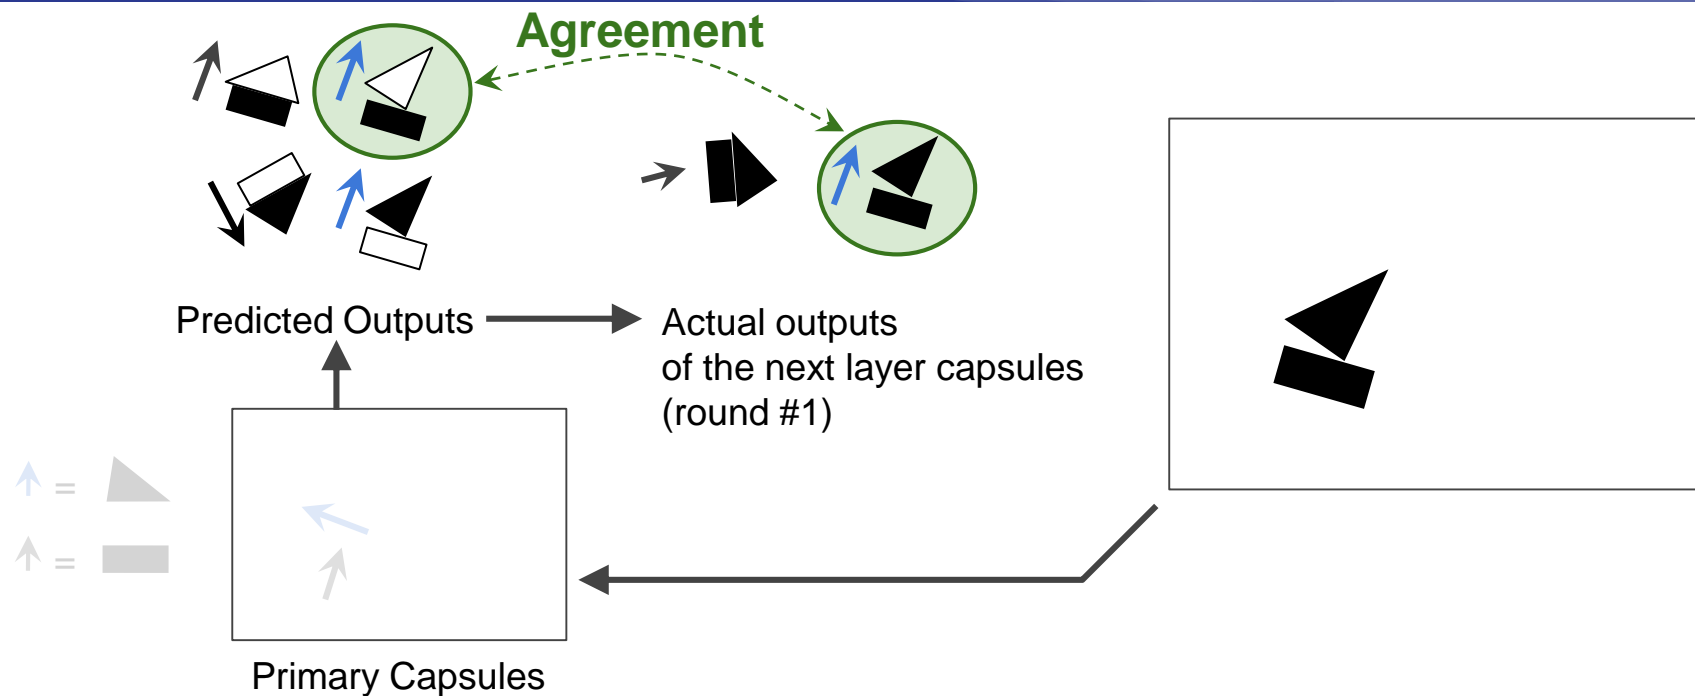 Agreement
Predicted Outputs
Actual outputs
of the next layer capsules
(round #1)
=
=
Primary Capsules